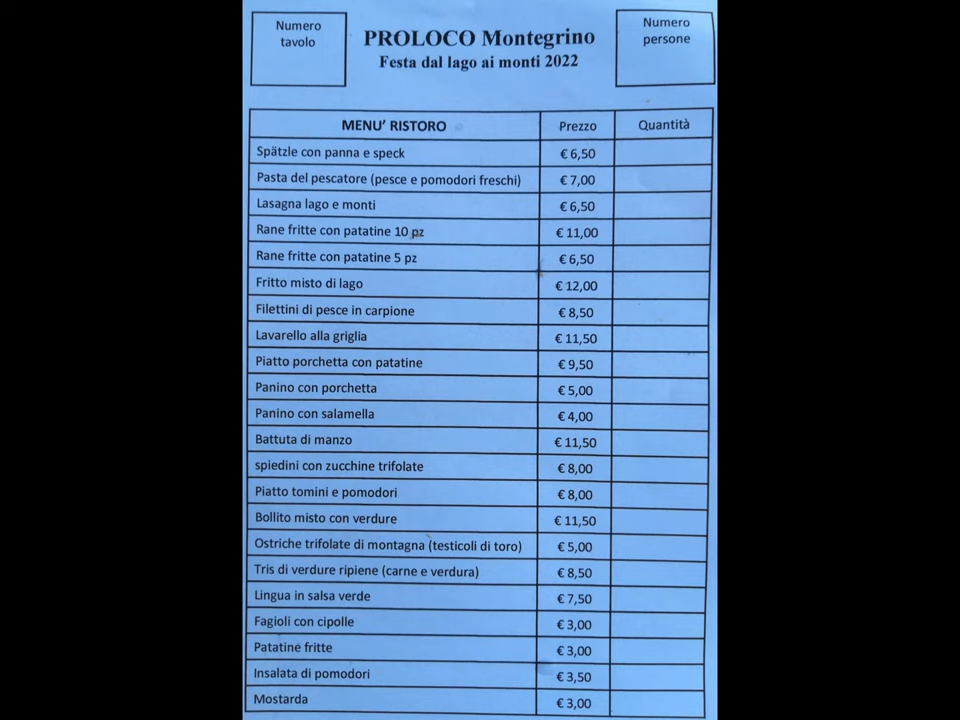 Numero
tavolo
PROLOCO Montegrino
Festa dal lago ai monti 2022
Numero
persone
MENU' RISTORO Prezzo Quantità
Spätzle con panna e speck € 6,50
Pasta del pescatore (pesce e pomodori freschi) € 7,00
Lasagna lago e monti € 6,50
Rane fritte con patatine 10 pz € 11,00
Rane fritte con patatine 5 pz € 6,50
Fritto misto di lago € 12,00
Filettini di pesce in carpione € 8,50
Lavarello alla griglia € 11,50
Piatto porchetta con patatine € 9,50
Panino con porchetta € 5,00
Panino con salamella € 4,00
Battuta di manzo € 11,50
spiedini con zucchine trifolate € 8,00
Piatto tomini e pomodori € 8,00
Bollito misto con verdure € 11,50
Ostriche trifolate di montagna (testicoli di toro) € 5,00
Tris di verdure ripiene (carne e verdura) € 8,50
Lingua in salsa verde € 7,50
Fagioli con cipolle € 3,00
Patatine fritte € 3,00
Insalata di pomodori € 3,50
Mostarda € 3,00